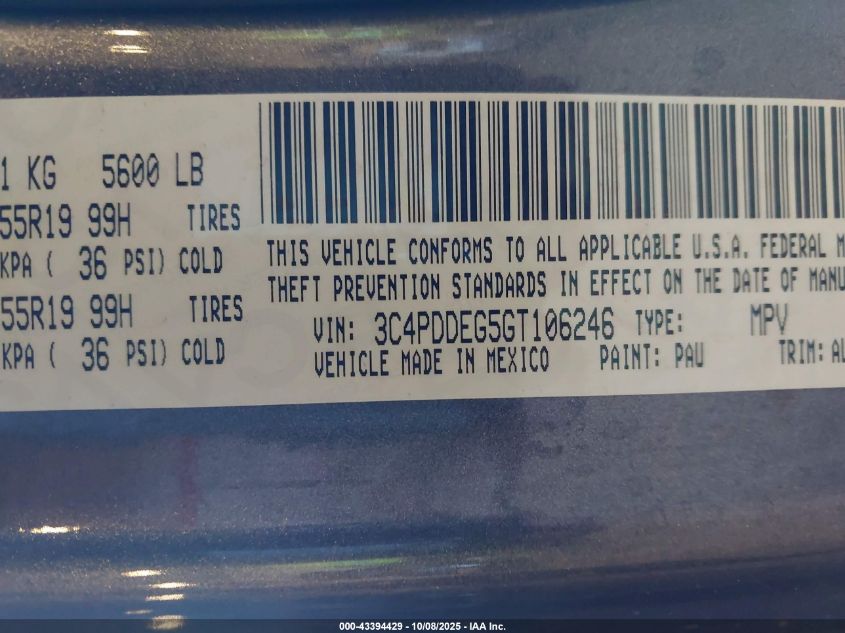 1 KG 5600 LB
55R19 99H TIRES
KPA ( 36 PSI) COLD
55R19 99H TIRES
KPA ( 36 PSI) COLD
THIS VEHICLE CONFORMS TO ALL APPLICABLE U.S.A. FEDERAL M
THEFT PREVENTION STANDARDS IN EFFECT ON THE DATE OF MANU
VIN: 3C4PDDEG5GT106246 TYPE: MPV
VEHICLE MADE IN MEXICO PAINT: PAU TRIM: AL
000-43394429 - 10/08/2025 - IAA Inc.